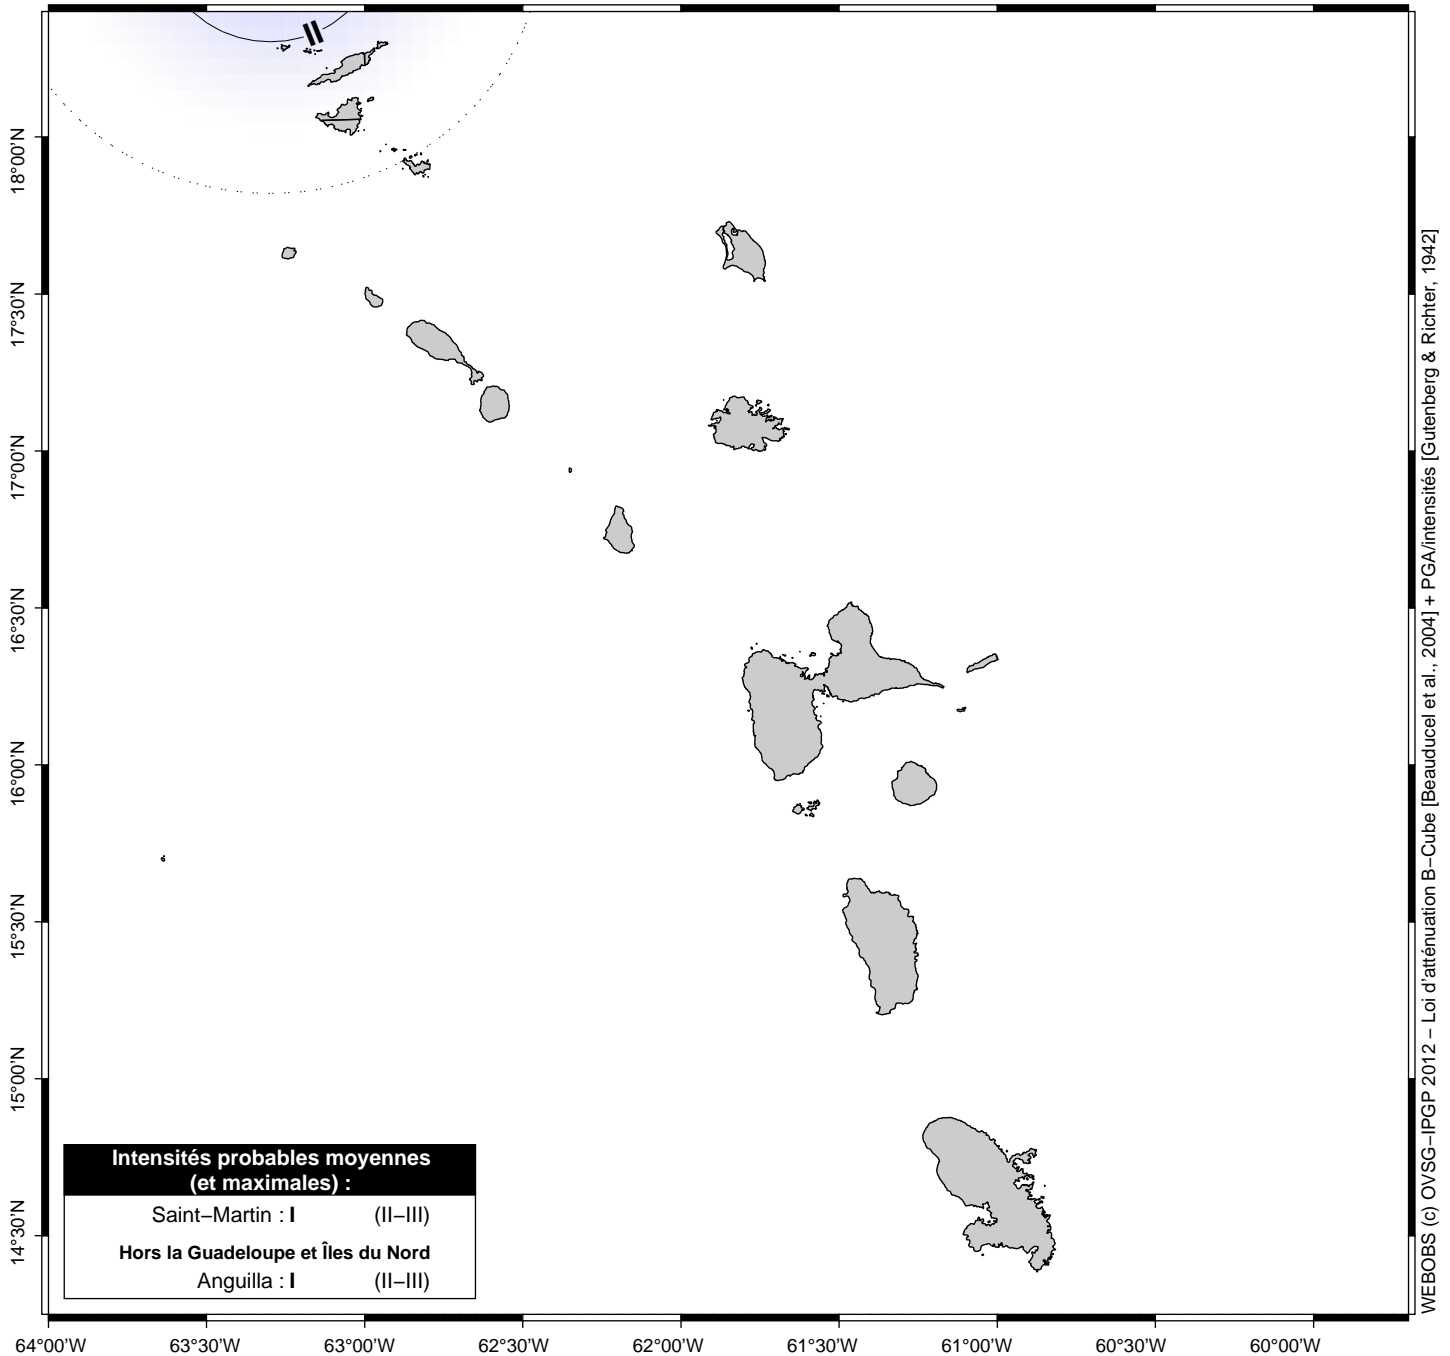 II
18°00'N
17°30'N
17°00'N
16°30'N
16°00'N
15°30'N
15°00'N
14°30'N
Intensités probables moyennes
(et maximales) :
Saint−Martin : I (II−III)
Hors la Guadeloupe et Îles du Nord
Anguilla : I (II−III)
64°00'W 63°30'W 63°00'W 62°30'W 62°00'W 61°30'W 61°00'W 60°30'W 60°00'W
WEBOBS (c) OVSG−IPGP 2012 − Loi d'atténuation B−Cube [Beauducel et al., 2004] + PGA/intensités [Gutenberg & Richter, 1942]